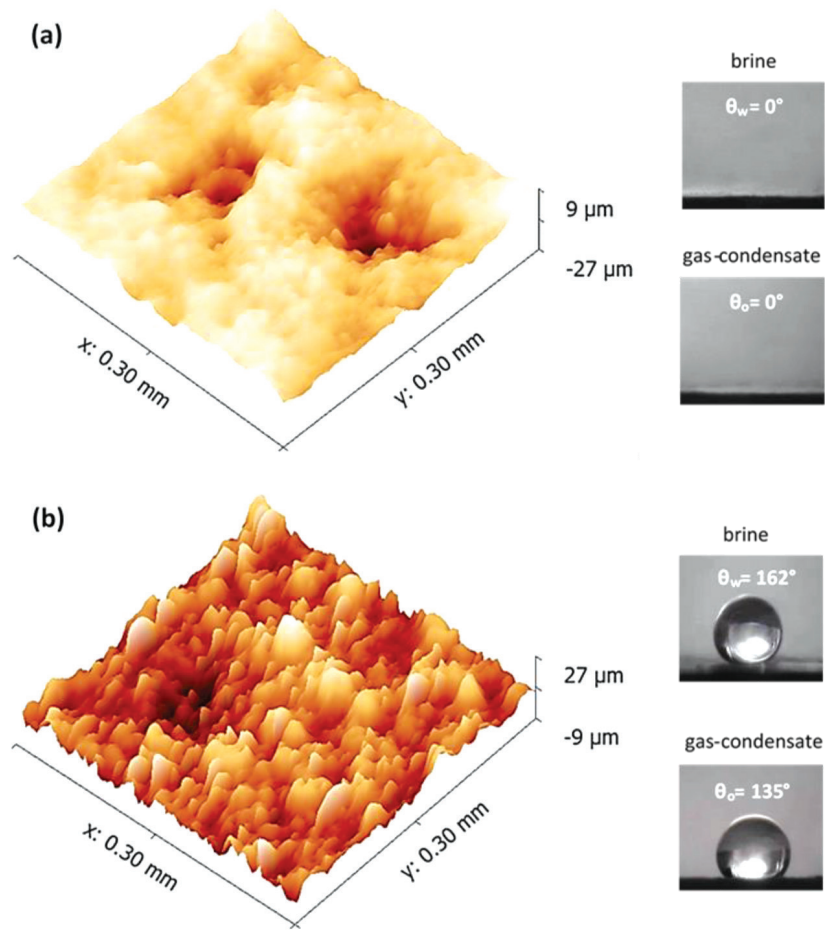 (a)
brine
θw= 0°
9 µm
-27 µm
gas-condensate
θo= 0°
x: 0.30 mm
y: 0.30 mm
(b)
brine
θw= 162°
27 µm
-9 µm
gas-condensate
θo= 135°
x: 0.30 mm
y: 0.30 mm